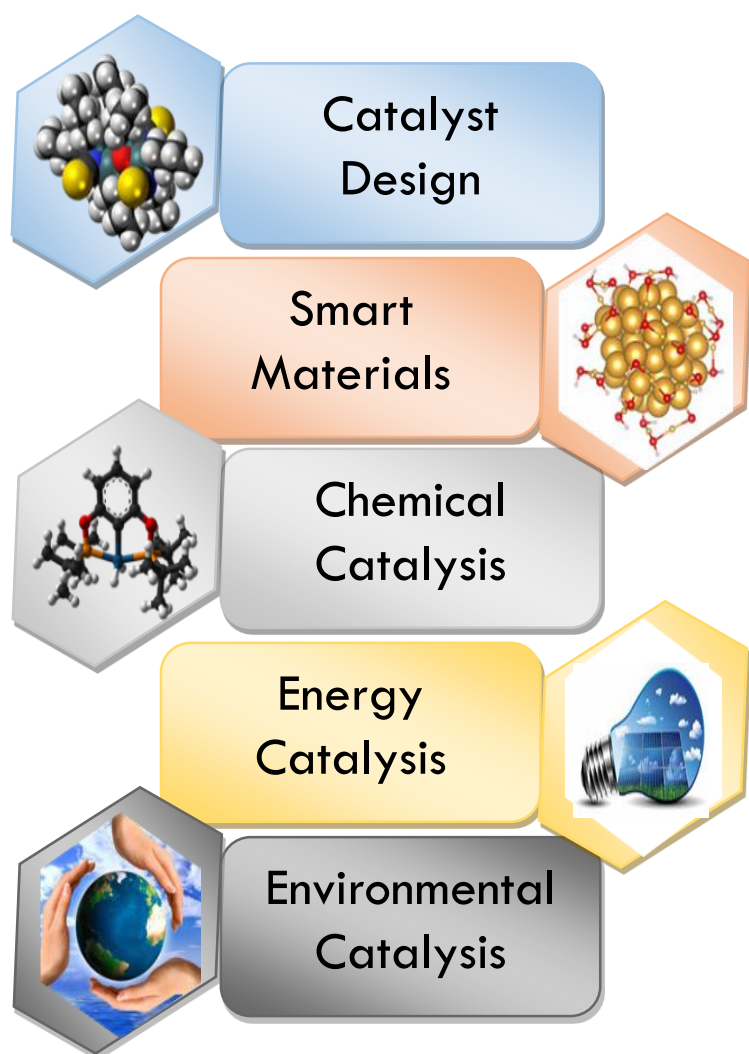 Catalyst
Design
Smart
Materials
Chemical
Catalysis
Energy
Catalysis
Environmental
Catalysis